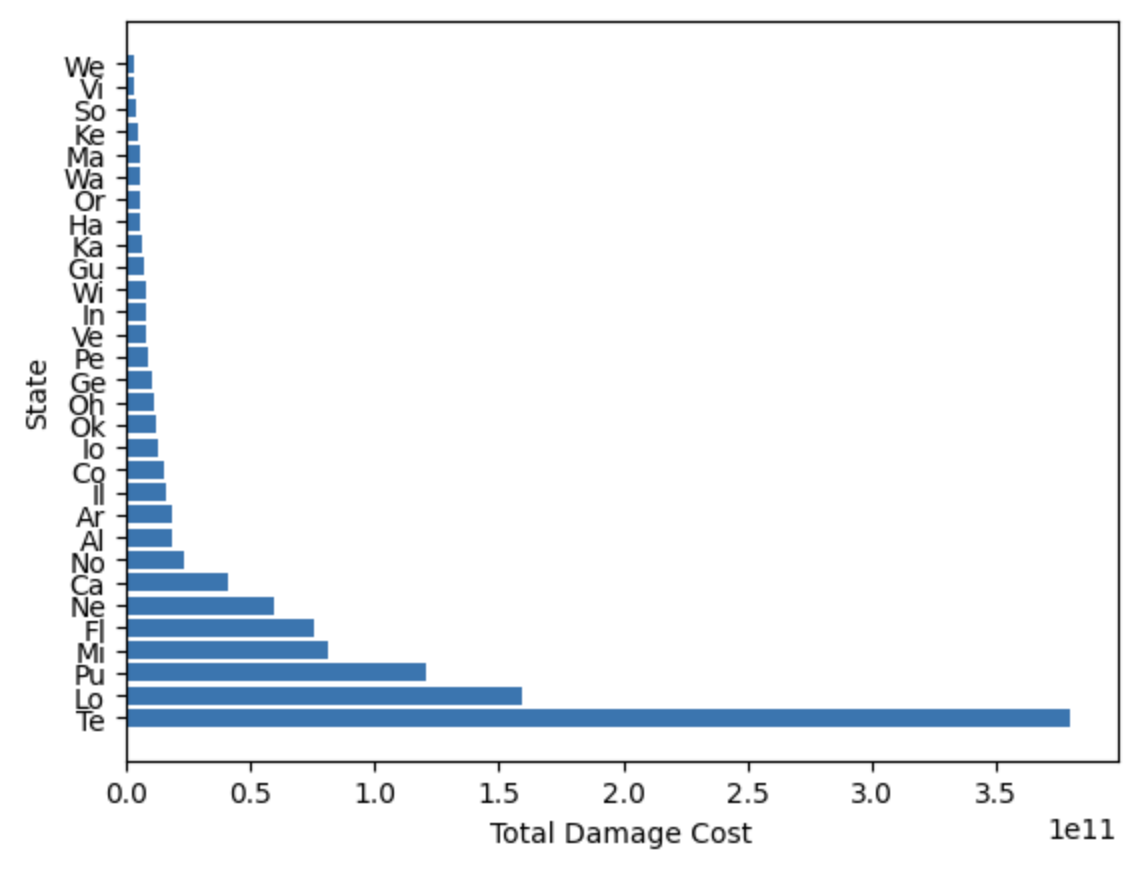 We
Vi
So
Ke
Ma
Wa
Or
Ha
Ka
Gu
Wi
In
Ve
Pe
Ge
Oh
Ok
Io
Co
Il
Ar
Al
No
Ca
Ne
Fl
Mi
Pu
Lo
Te
State
0.0 0.5 1.0 1.5 2.0 2.5 3.0 3.5
Total Damage Cost
1e11